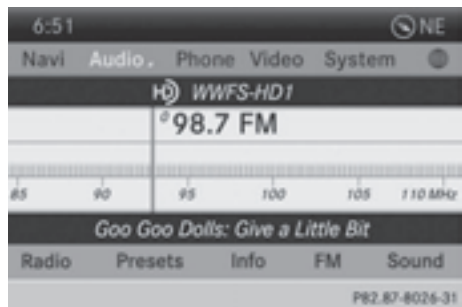 6:51 NE
Navi Audio Phone Video System
HD WWFS-HD1
98.7 FM
85 90 95 100 105 110 MHz
Goo Goo Dolls: Give a Little Bit
Radio Presets Info FM Sound
P82.87-8026-31